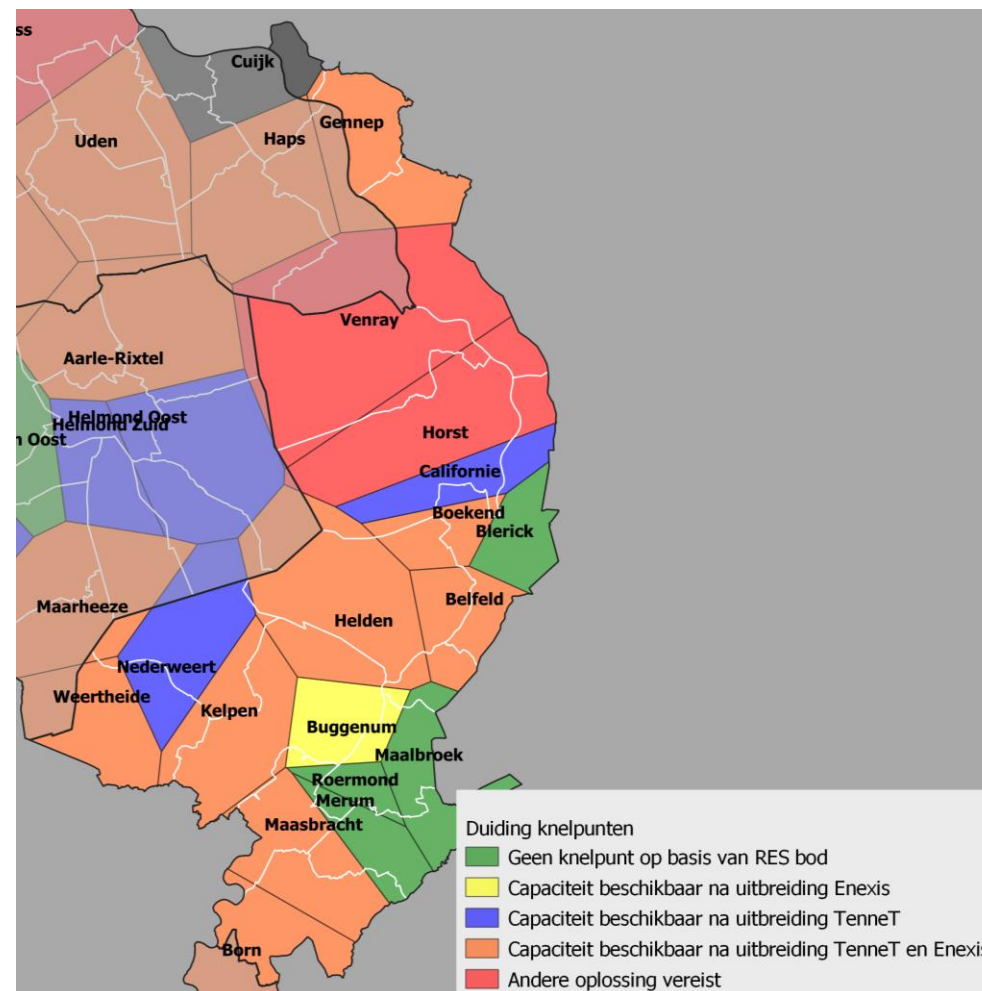 ss
Cuijk
Gennep
Uden
Haps
Venray
Aarle-Rixtel
Helmond Oost
Helmond Zuid
n Oost
Horst
Californie
Boekend
Blerick
Maarheeze
Helden
Belfeld
Nederweert
Weertheide
Kelpen
Buggenum
Maalbroek
Roermond
Merum
Maasbracht
Born
Duiding knelpunten
Geen knelpunt op basis van RES bod
Capaciteit beschikbaar na uitbreiding Enexis
Capaciteit beschikbaar na uitbreiding TenneT
Capaciteit beschikbaar na uitbreiding TenneT en Enexis
Andere oplossing vereist